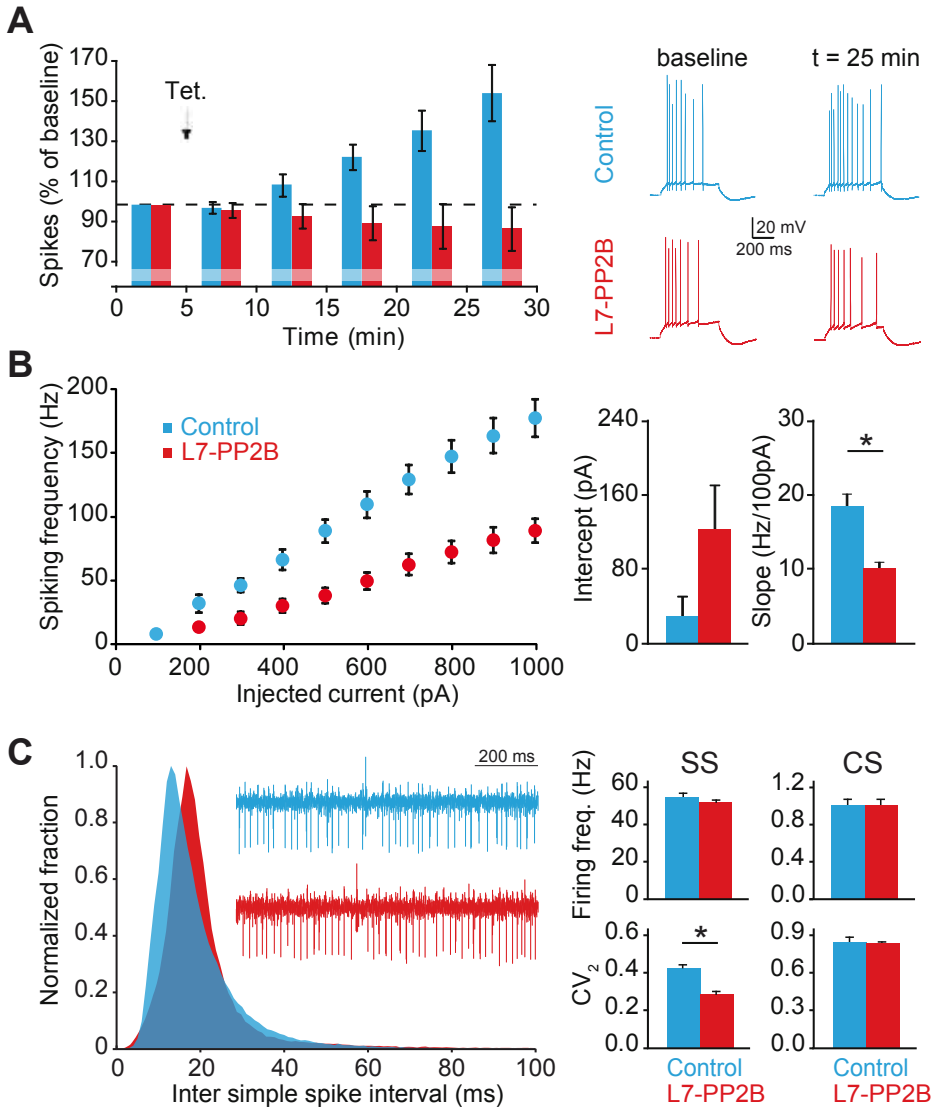 A
Spikes (% of baseline)
170
150
130
110
90
70
Tet.
0 5 10 15 20 25 30
Time (min)
baseline
t = 25 min
Control
L7-PP2B
20 mV
200 ms
B
Spiking frequency (Hz)
200
150
100
50
0
Control
L7-PP2B
0 200 400 600 800 1000
Injected current (pA)
Intercept (pA)
240
160
80
0
Slope (Hz/100pA)
30
20
10
0
*
C
Normalized fraction
1.0
0.8
0.6
0.4
0.2
0
200 ms
0 20 40 60 80 100
Inter simple spike interval (ms)
SS
CS
Firing freq. (Hz)
60
40
20
0
1.2
0.8
0.4
0.0
CV2
0.6
0.4
0.2
0.0
*
0.9
0.6
0.3
0.0
Control
L7-PP2B
Control
L7-PP2B